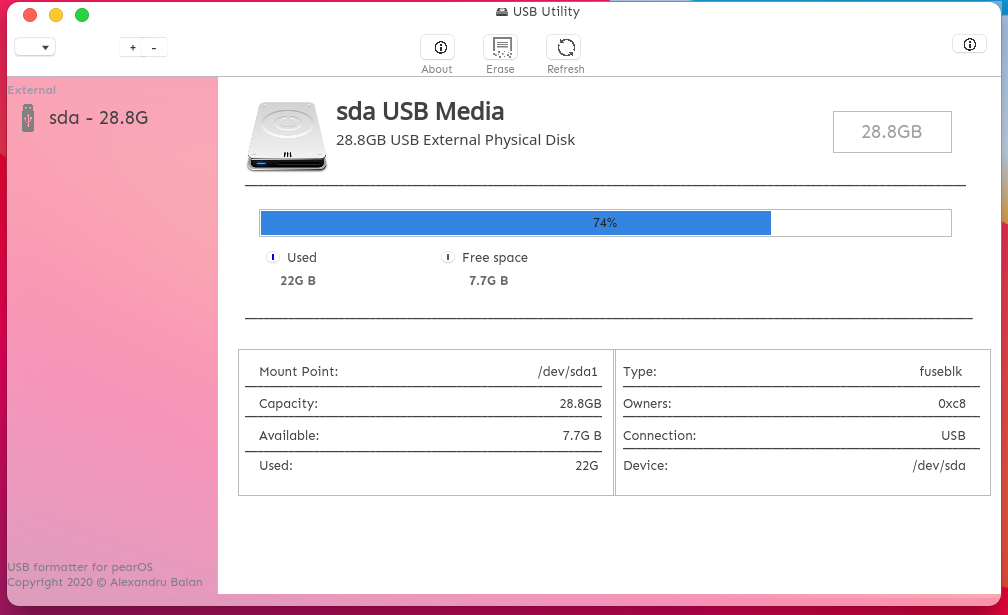 USB Utility
+ -
About
Erase
Refresh
External
sda - 28.8G
sda USB Media
28.8GB USB External Physical Disk
28.8GB
74%
Used
Free space
22G B
7.7G B
Mount Point: /dev/sda1
Type: fuseblk
Capacity: 28.8GB
Owners: 0xc8
Available: 7.7G B
Connection: USB
Used: 22G
Device: /dev/sda
USB formatter for pearOS
Copyright 2020 © Alexandru Balan